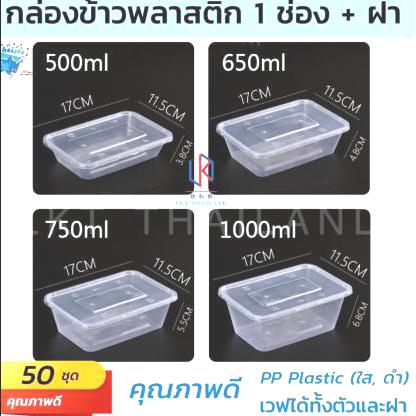 กล่องข้าวพลาสติก 1 ช่อง + ฝา
500ml
17CM
11.5CM
3.8CM
650ml
17CM
11.5CM
4.8CM
LKT THAILAND
LKT THAILAND
750ml
17CM
11.5CM
5.5CM
1000ml
17CM
11.5CM
6.8CM
50 ชุด
คุณภาพดี
คุณภาพดี
PP Plastic (ใส, ดำ)
เวฟได้ทั้งตัวและฝา